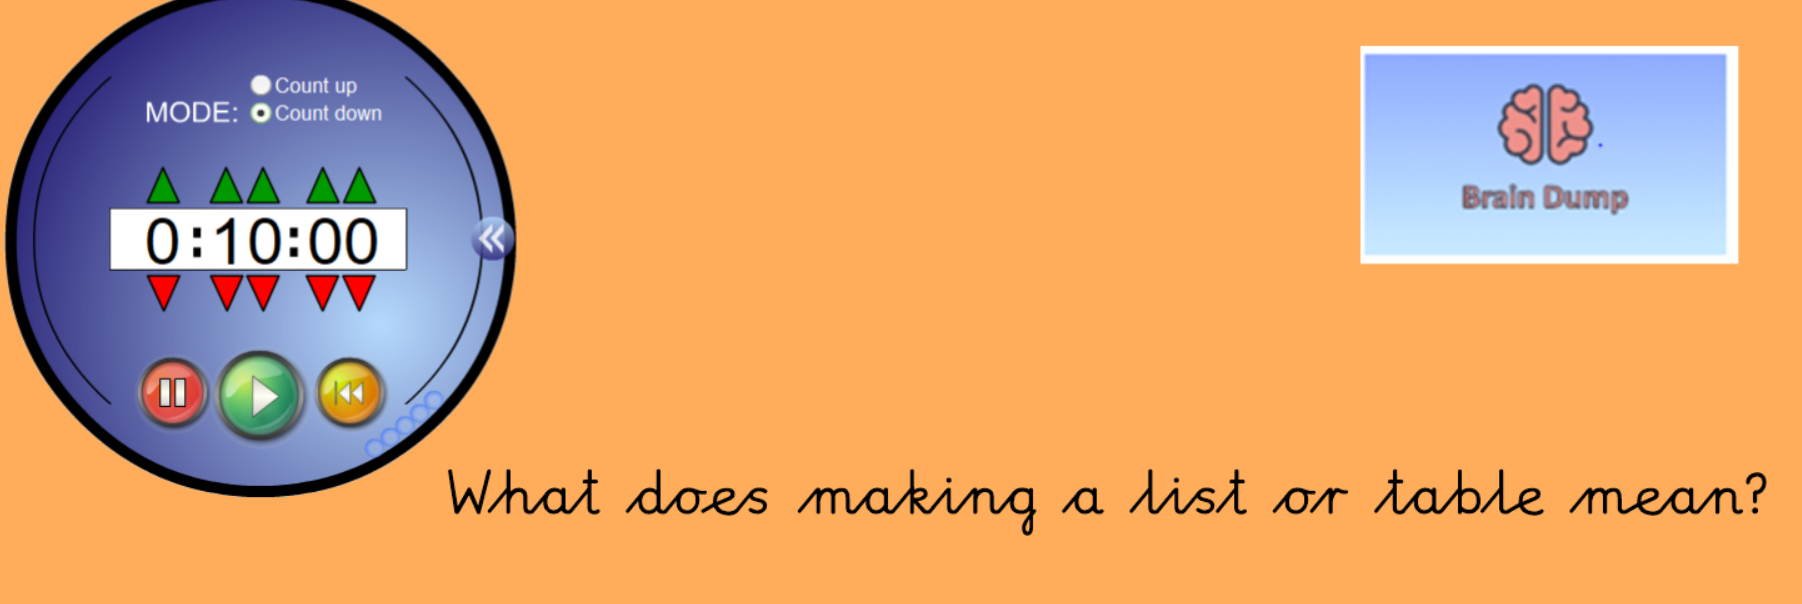 Count up
MODE:
Count down
0:10:00
Brain Dump
What does making a list or table mean?